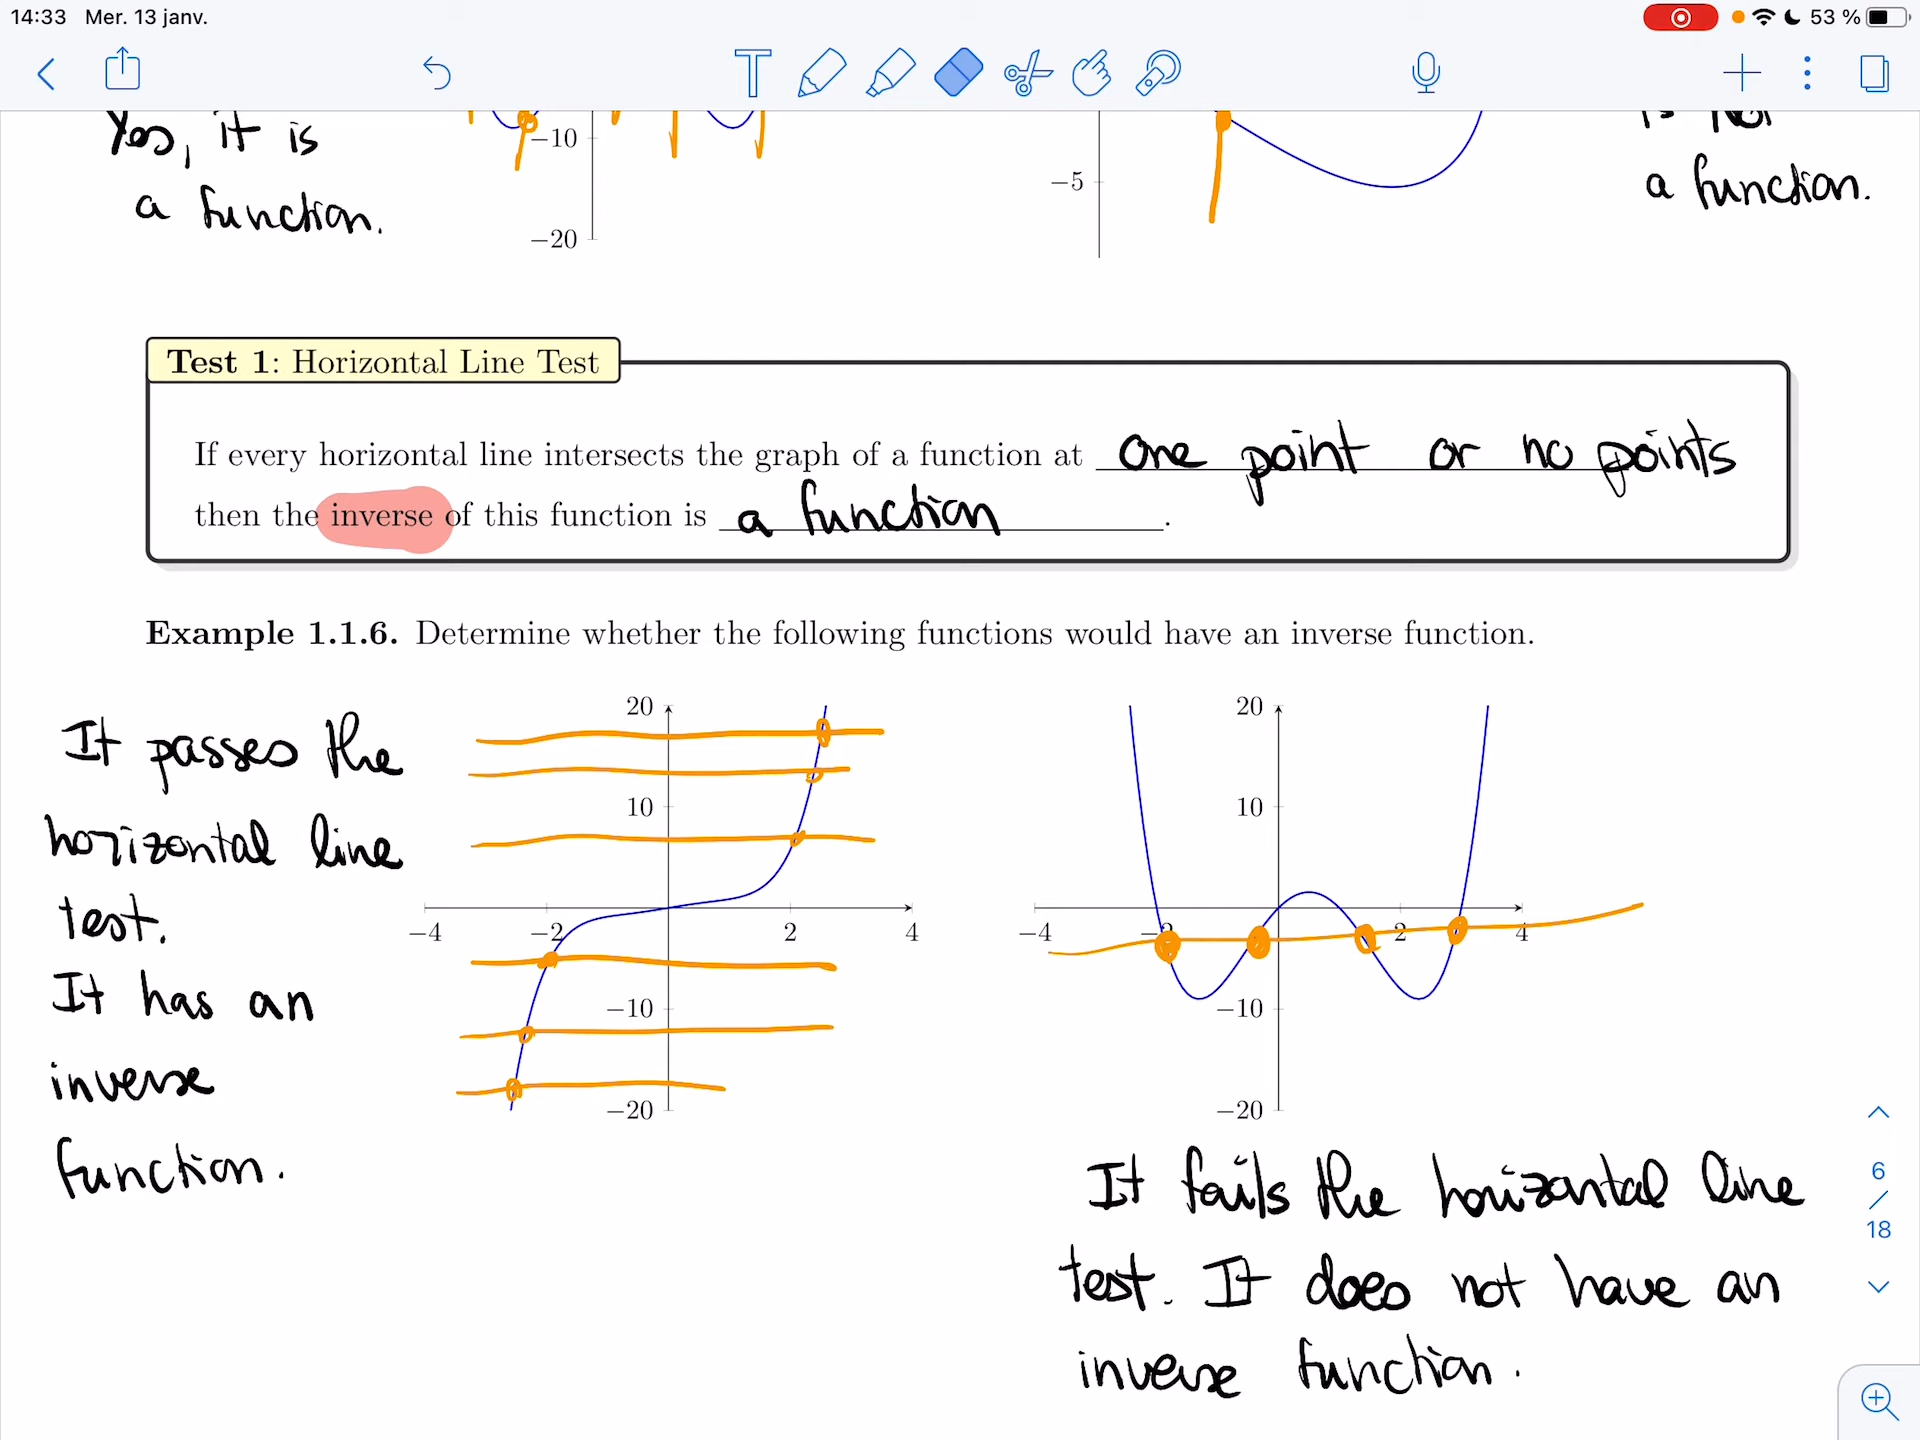 14:33 Mer. 13 janv.
53 %
Yes, it is
a function.
−10
−20
−5
is not
a function.
Test 1: Horizontal Line Test
If every horizontal line intersects the graph of a function at one point or no points
then the inverse of this function is a function.
Example 1.1.6. Determine whether the following functions would have an inverse function.
It passes the
horizontal line
test.
It has an
inverse
function.
20
10
−4 −2 2 4
−10
−20
20
10
−4 −2 2 4
−10
−20
It fails the horizontal line
test. It does not have an
inverse function.
6
/
18